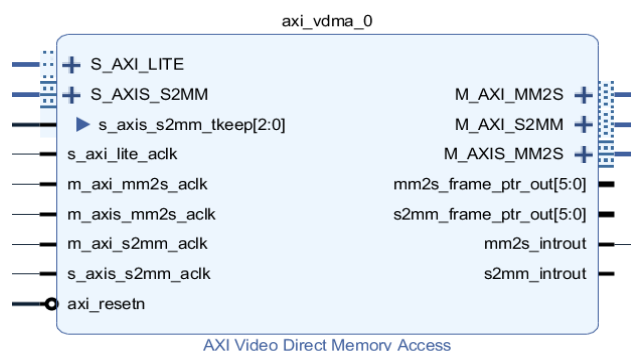 axi_vdma_0
S_AXI_LITE
S_AXIS_S2MM
s_axis_s2mm_tkeep[2:0]
s_axi_lite_aclk
m_axi_mm2s_aclk
m_axis_mm2s_aclk
m_axi_s2mm_aclk
s_axis_s2mm_aclk
axi_resetn
M_AXI_MM2S
M_AXI_S2MM
M_AXIS_MM2S
mm2s_frame_ptr_out[5:0]
s2mm_frame_ptr_out[5:0]
mm2s_introut
s2mm_introut
AXI Video Direct Memory Access